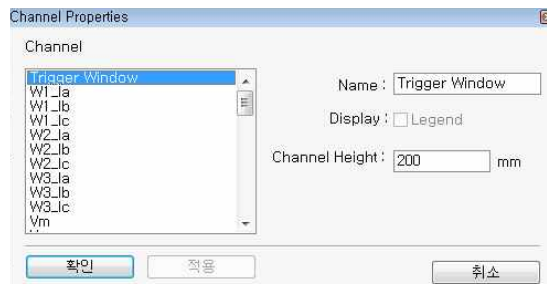 Channel Properties
Channel
Trigger Window
W1_Ia
W1_Ib
W1_Ic
W2_Ia
W2_Ib
W2_Ic
W3_Ia
W3_Ib
W3_Ic
Vm
Name : Trigger Window
Display : Legend
Channel Height : 200 mm
확인 적용 취소